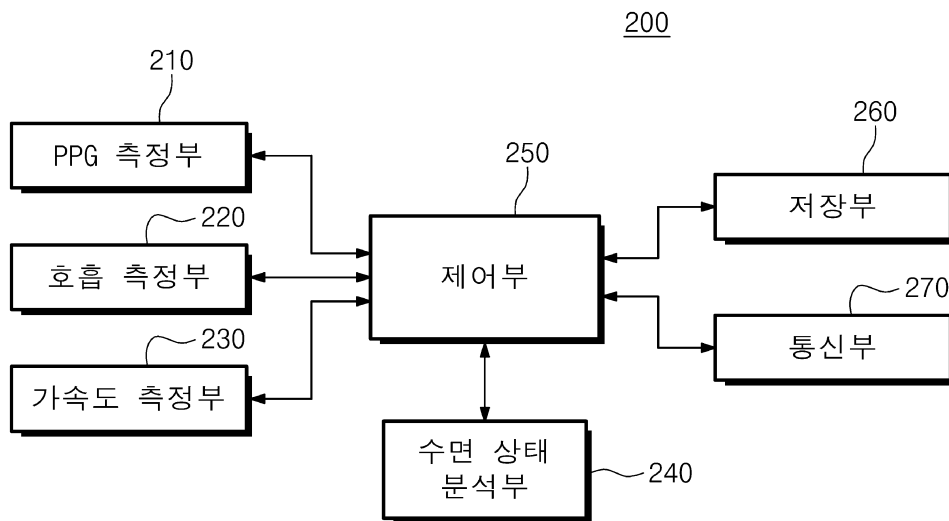 200
210
PPG 측정부
220
호흡 측정부
230
가속도 측정부
250
제어부
260
저장부
270
통신부
수면 상태
분석부
240